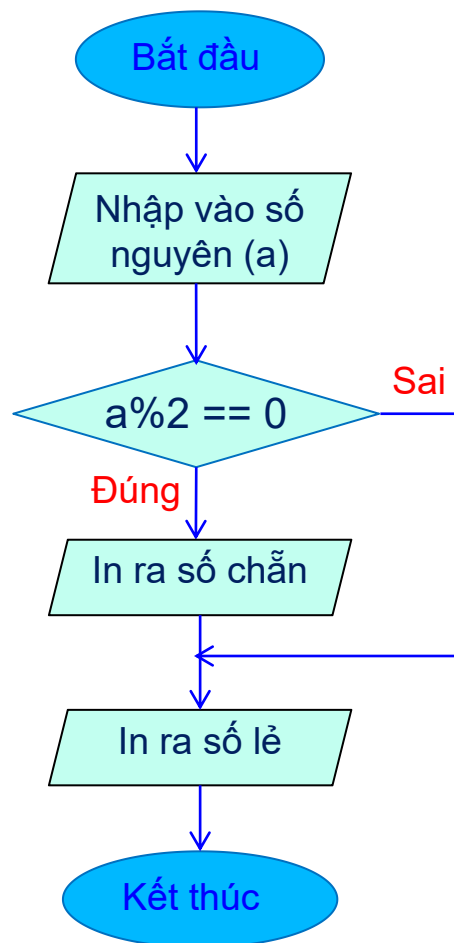 Bắt đầu
Nhập vào số
nguyên (a)
Sai
a%2 == 0
Đúng
In ra số chẵn
In ra số lẻ
Kết thúc